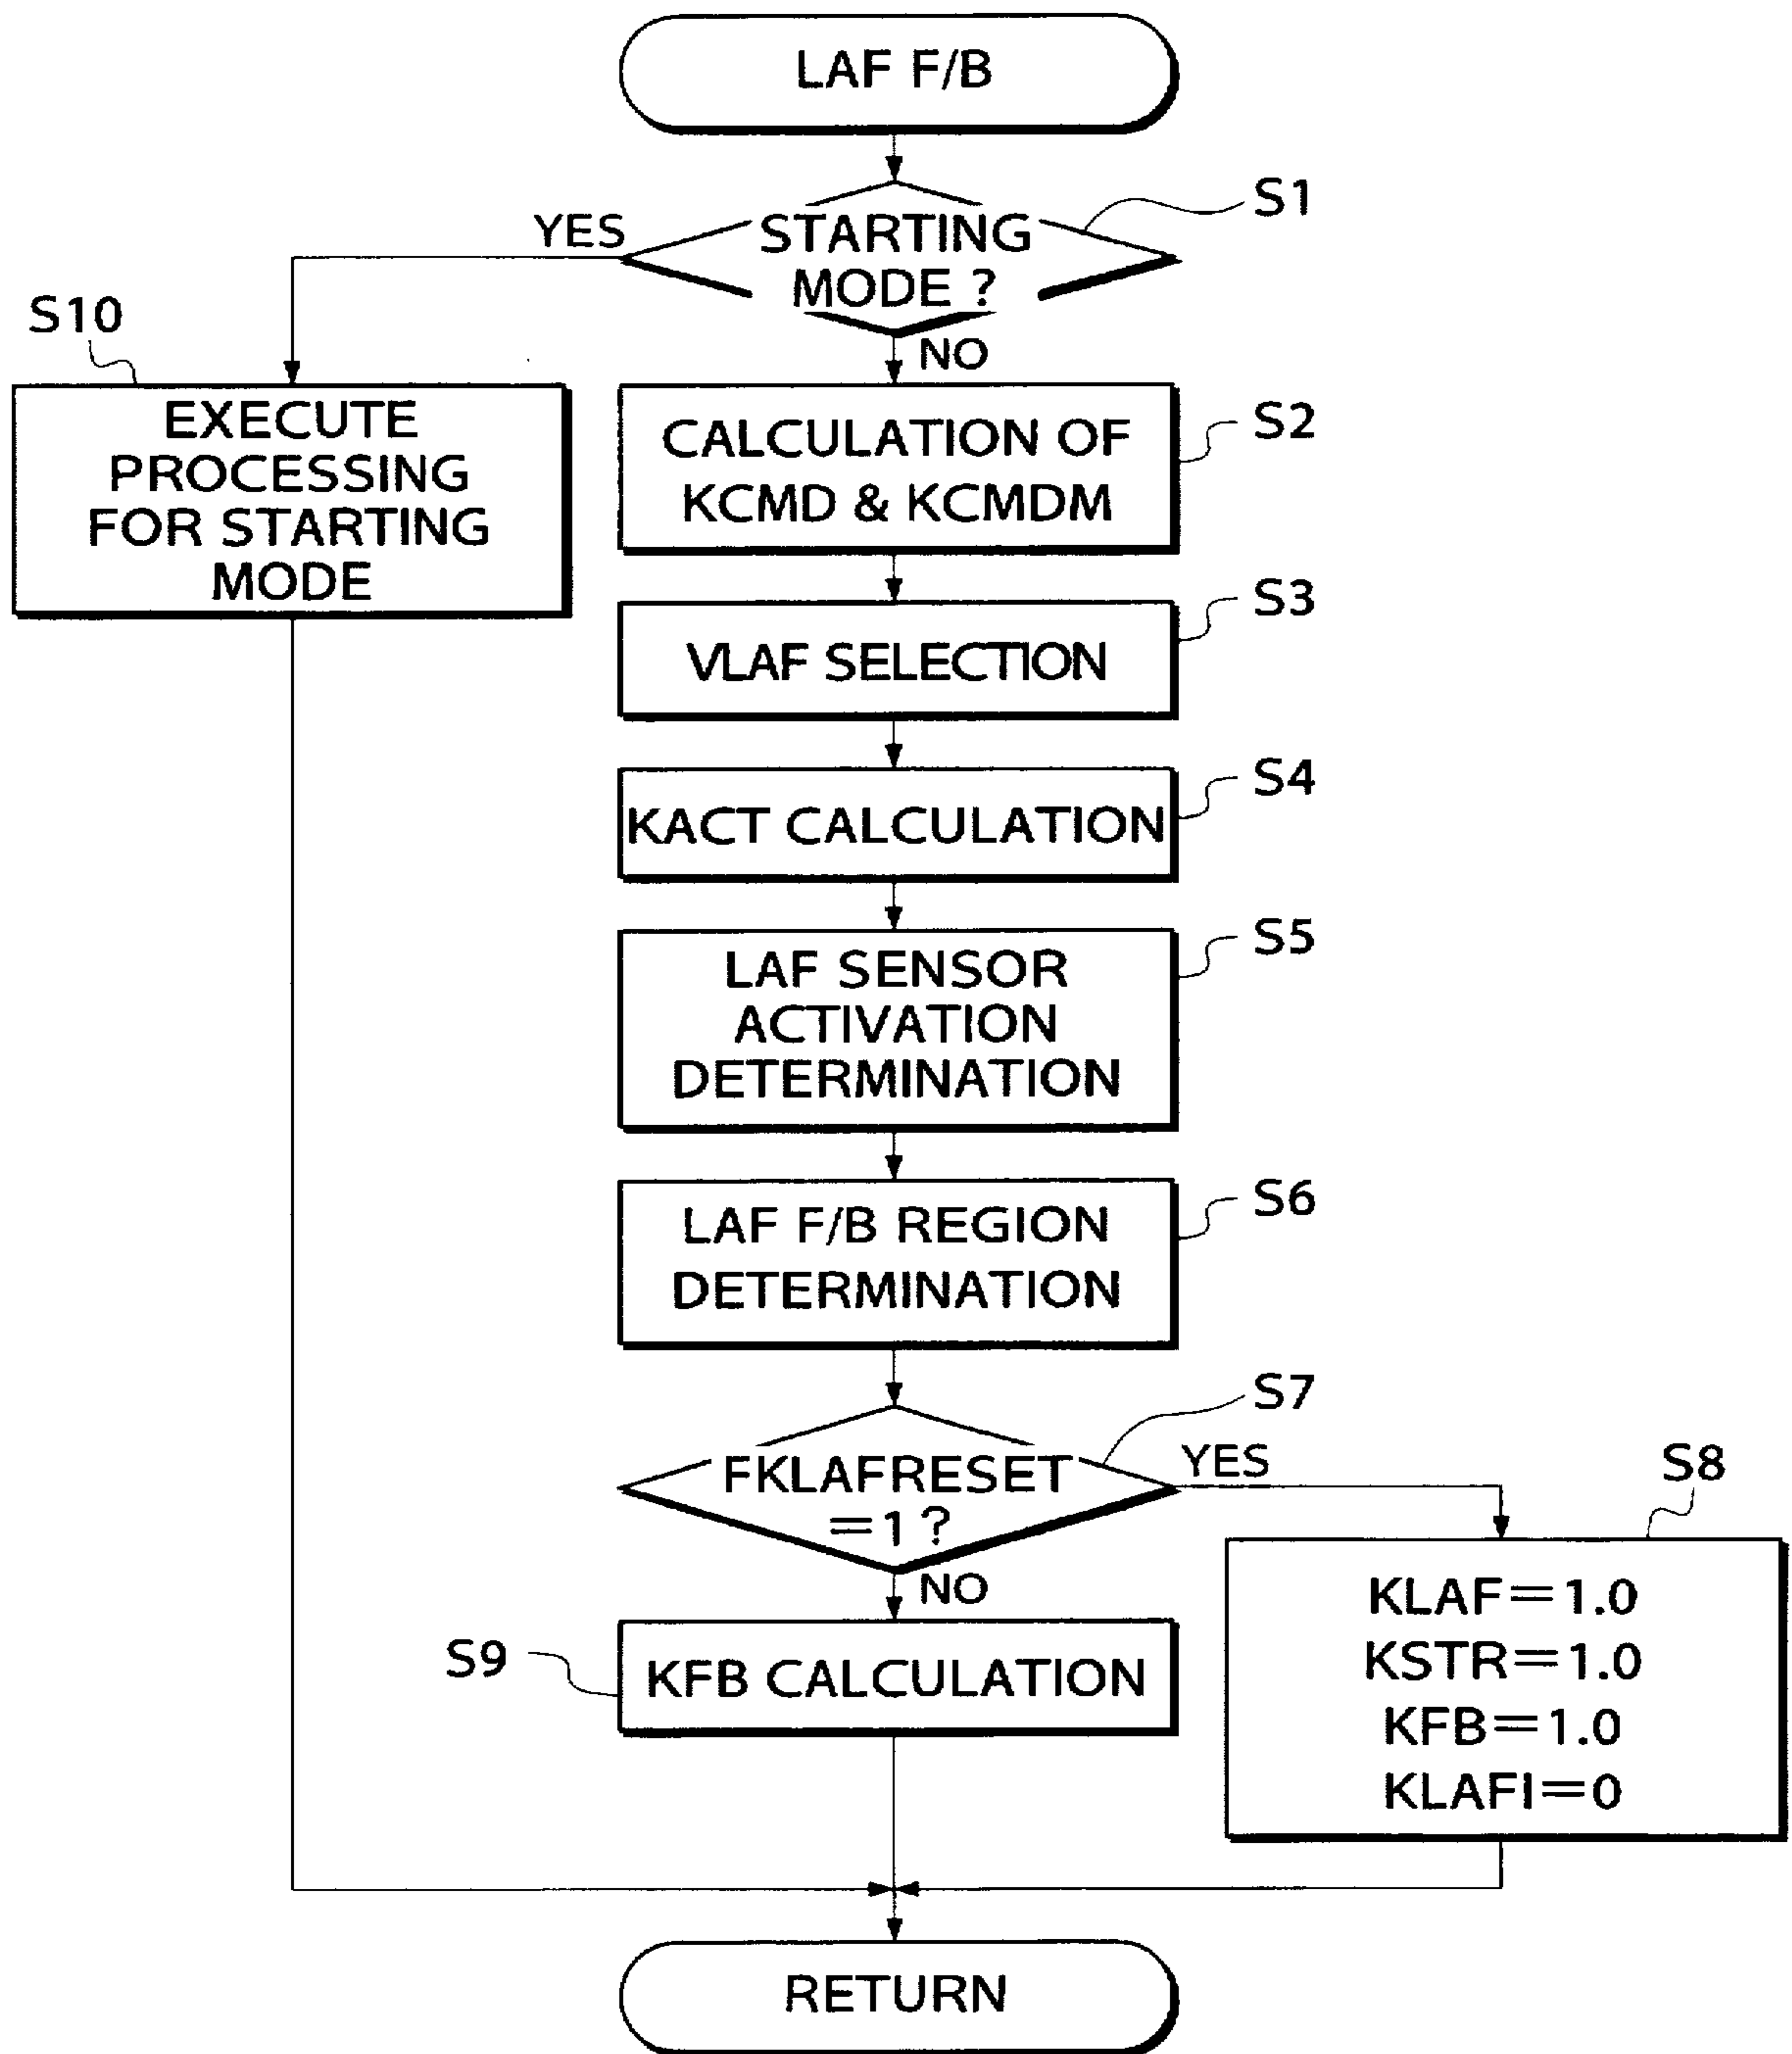 LAF F/B
S1
YES
STARTING
MODE ?
S10
NO
EXECUTE
PROCESSING
FOR STARTING
MODE
S2
CALCULATION OF
KCMD & KCMDM
S3
VLAF SELECTION
S4
KACT CALCULATION
S5
LAF SENSOR
ACTIVATION
DETERMINATION
S6
LAF F/B REGION
DETERMINATION
S7
FKLAFRESET
=1?
YES
S8
NO
KLAF=1.0
KSTR=1.0
KFB=1.0
KLAFI=0
S9
KFB CALCULATION
RETURN